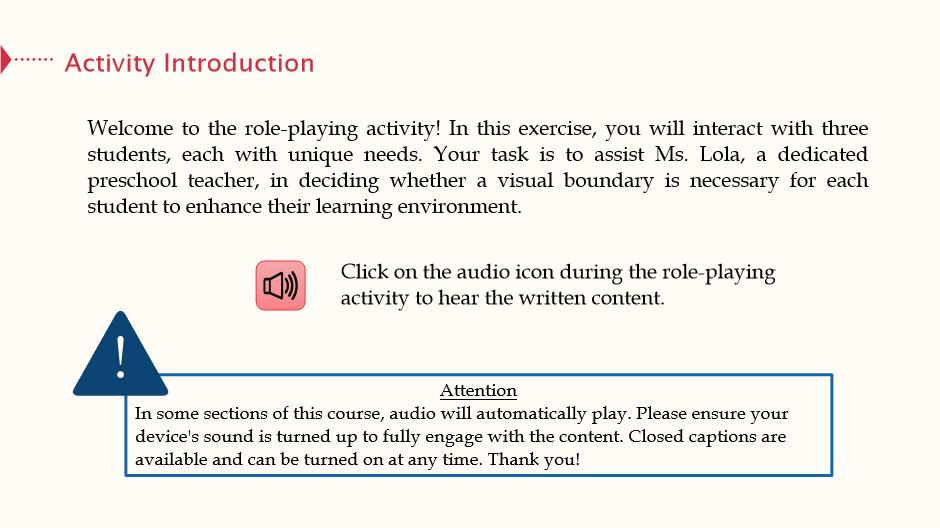 Activity Introduction
Welcome to the role-playing activity! In this exercise, you will interact with three
students, each with unique needs. Your task is to assist Ms. Lola, a dedicated
preschool teacher, in deciding whether a visual boundary is necessary for each
student to enhance their learning environment.
Click on the audio icon during the role-playing
activity to hear the written content.
!
Attention
In some sections of this course, audio will automatically play. Please ensure your
device's sound is turned up to fully engage with the content. Closed captions are
available and can be turned on at any time. Thank you!